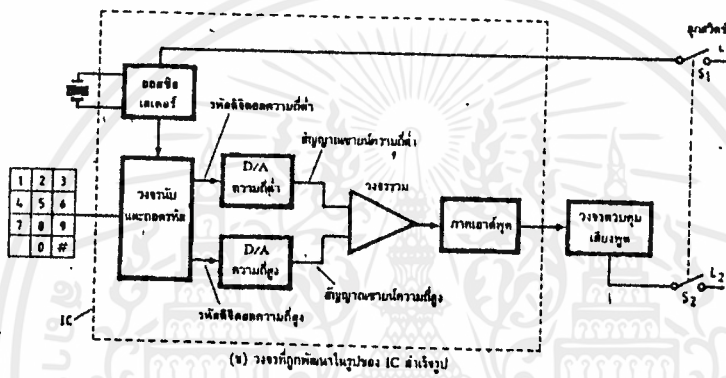 ฮุกสวิตช์
L
S1
ออสซิล
เลเตอร์
รหัสดิจิตอลความถี่ต่ำ
สัญญาณซายน์ความถี่ต่ำ
1 2 3
4 5 6
7 8 9
0 #
วงจรนับ
และถอดรหัส
D/A
ความถี่ต่ำ
วงจรรวม
ภาคเอาต์พุต
วงจรควบคุม
เสียงพูด
D/A
ความถี่สูง
สัญญาณซายน์ความถี่สูง
L2
S2
IC
รหัสดิจิตอลความถี่สูง
(ข) วงจรที่ถูกพัฒนาในรูปของ IC สำเร็จรูป